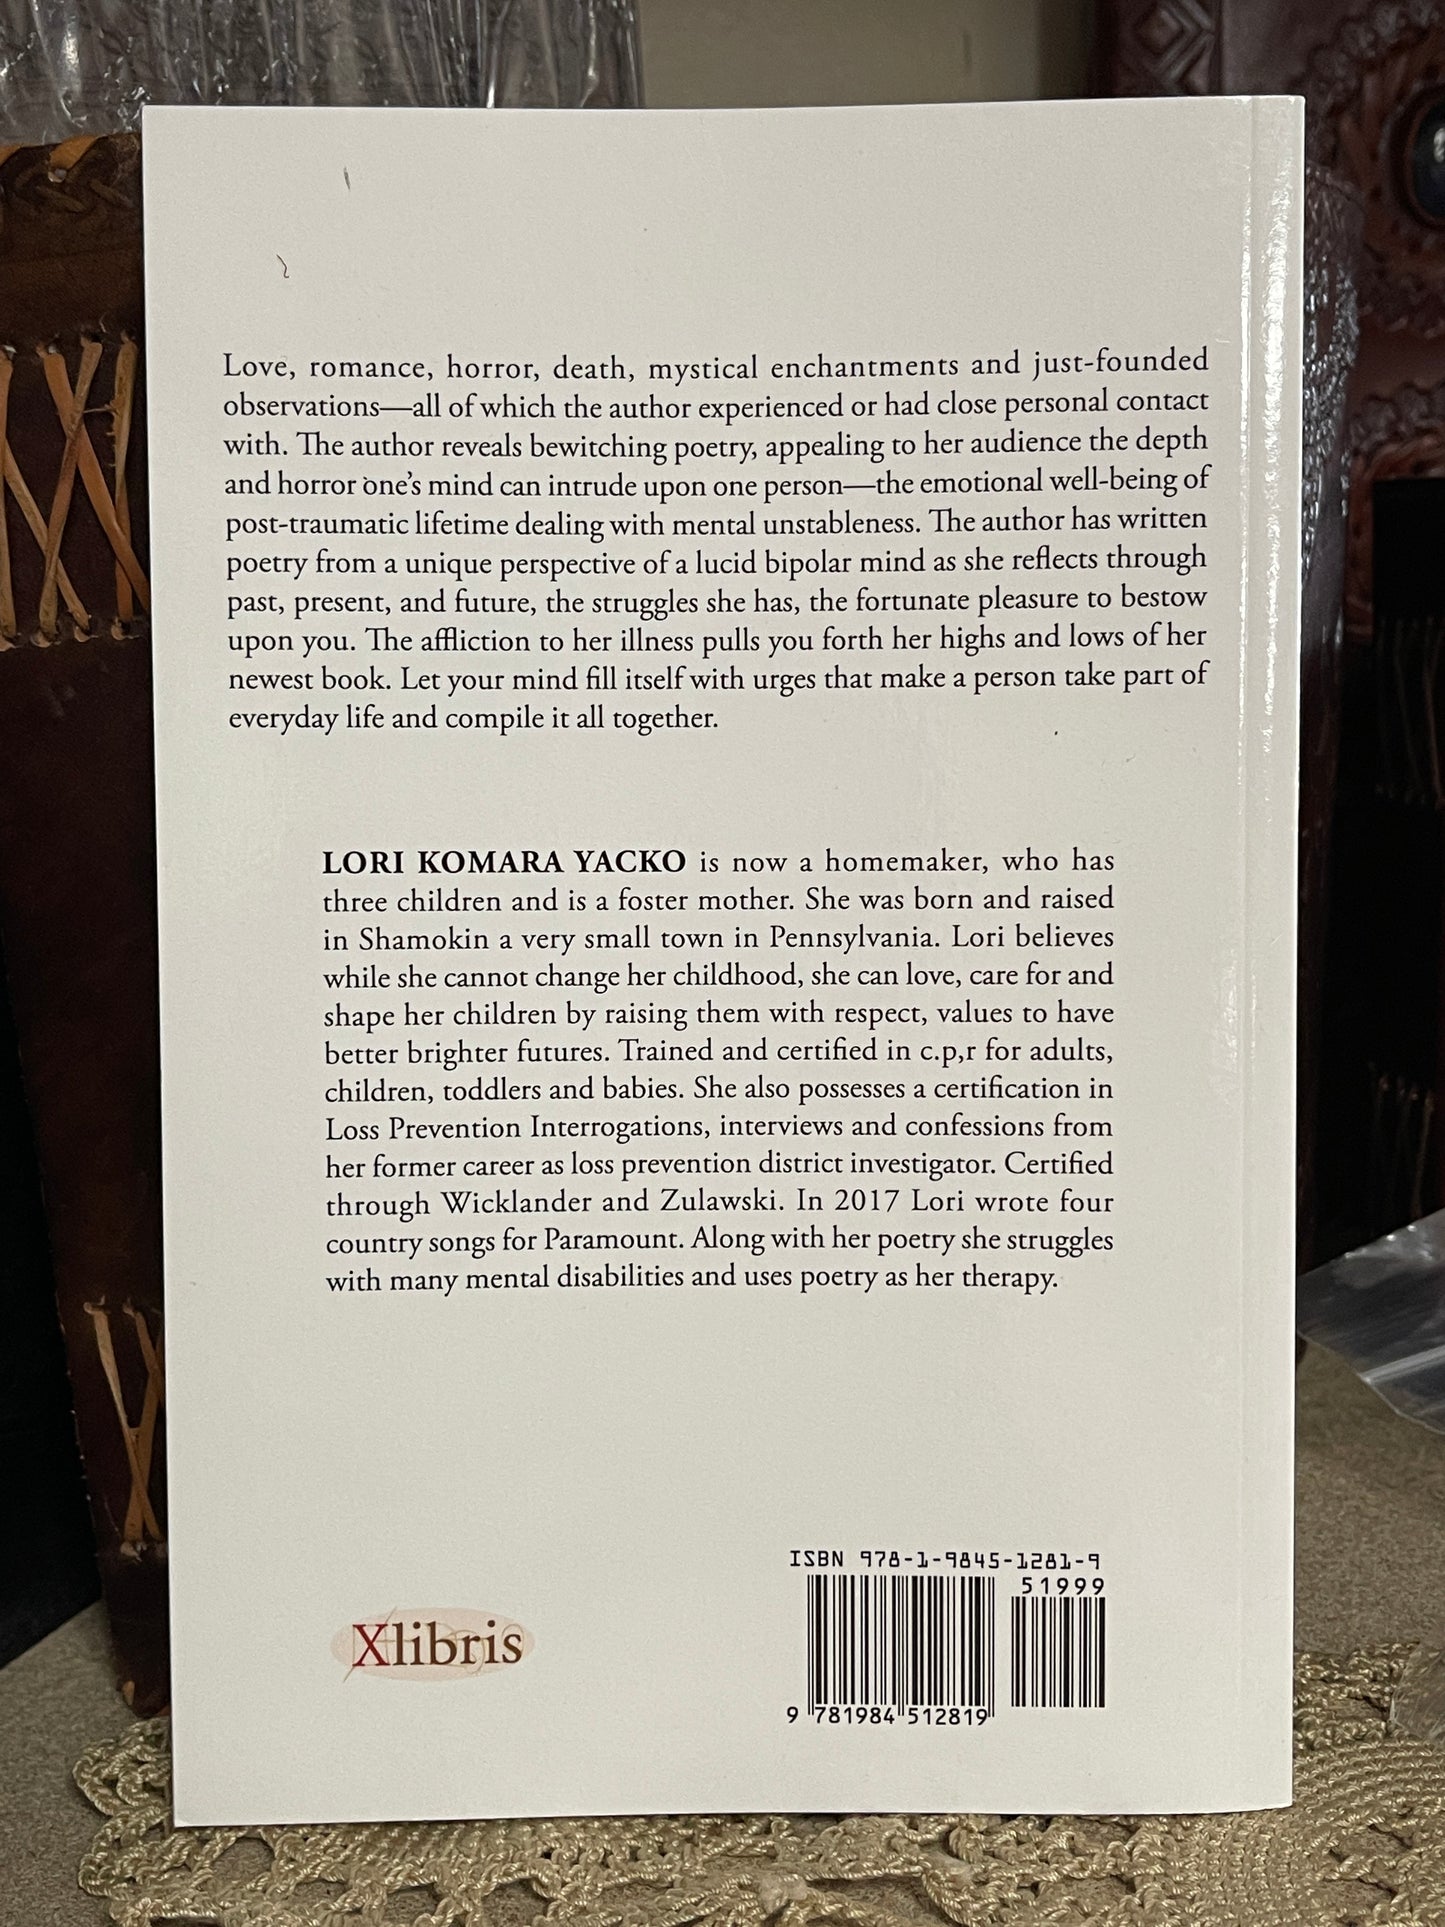 Love, romance, horror, death, mystical enchantments and just-founded
observations—all of which the author experienced or had close personal contact
with. The author reveals bewitching poetry, appealing to her audience the depth
and horror one's mind can intrude upon one person—the emotional well-being of
post-traumatic lifetime dealing with mental unstableness. The author has written
poetry from a unique perspective of a lucid bipolar mind as she reflects through
past, present, and future, the struggles she has, the fortunate pleasure to bestow
upon you. The affliction to her illness pulls you forth her highs and lows of her
newest book. Let your mind fill itself with urges that make a person take part of
everyday life and compile it all together.
LORI KOMARA YACKO is now a homemaker, who has
three children and is a foster mother. She was born and raised
in Shamokin a very small town in Pennsylvania. Lori believes
while she cannot change her childhood, she can love, care for and
shape her children by raising them with respect, values to have
better brighter futures. Trained and certified in c.p,r for adults,
children, toddlers and babies. She also possesses a certification in
Loss Prevention Interrogations, interviews and confessions from
her former career as loss prevention district investigator. Certified
through Wicklander and Zulawski. In 2017 Lori wrote four
country songs for Paramount. Along with her poetry she struggles
with many mental disabilities and uses poetry as her therapy.
ISBN 978-1-9845-1281-9
51999
Xlibris
9 781984 512819